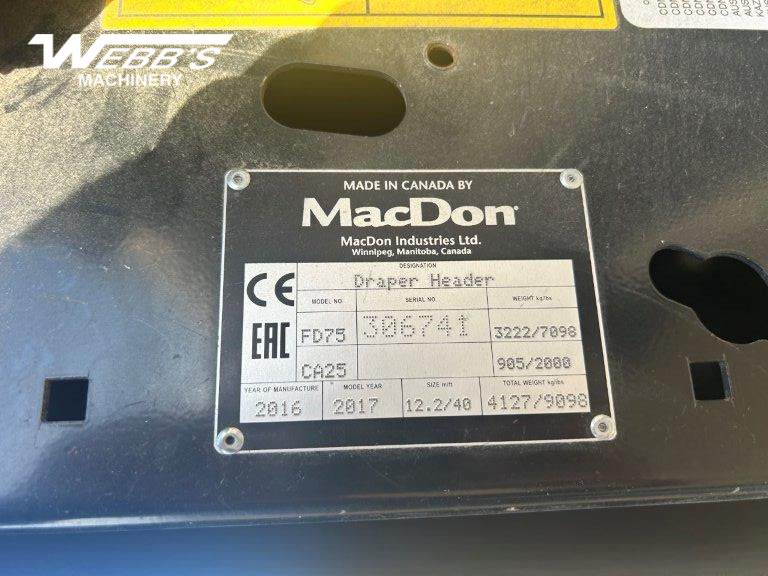 WEBB'S
MACHINERY
MADE IN CANADA BY
MacDon
MacDon Industries Ltd.
Winnipeg, Manitoba, Canada
CE
DESIGNATION
Draper Header
MODEL NO SERIAL NO. WEIGHT kg/lbs
EAC
FD75 306741 3222/7098
CA25 905/2000
YEAR OF MANUFACTURE MODEL YEAR SIZE m/ft TOTAL WEIGHT kg/lbs
2016 2017 12.2/40 4127/9098